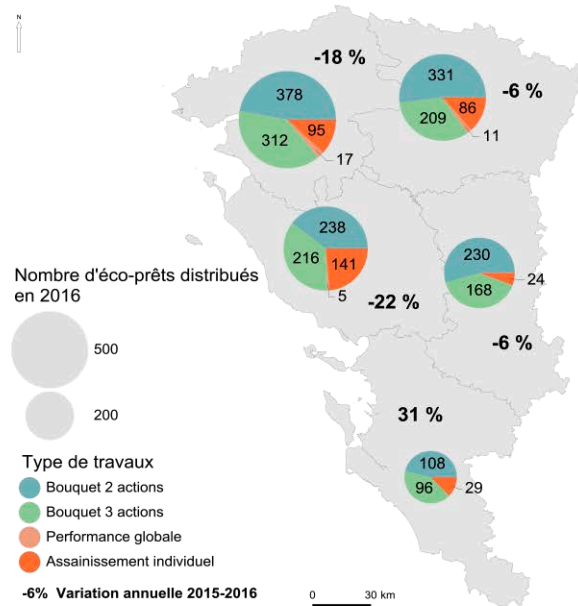 N
-18 %
378
95
312
17
331
86
209
11
-6 %
238
216
141
5
-22 %
230
24
168
-6 %
31 %
108
96
29
Nombre d'éco-prêts distribués
en 2016
500
200
Type de travaux
Bouquet 2 actions
Bouquet 3 actions
Performance globale
Assainissement individuel
-6% Variation annuelle 2015-2016
0 30 km